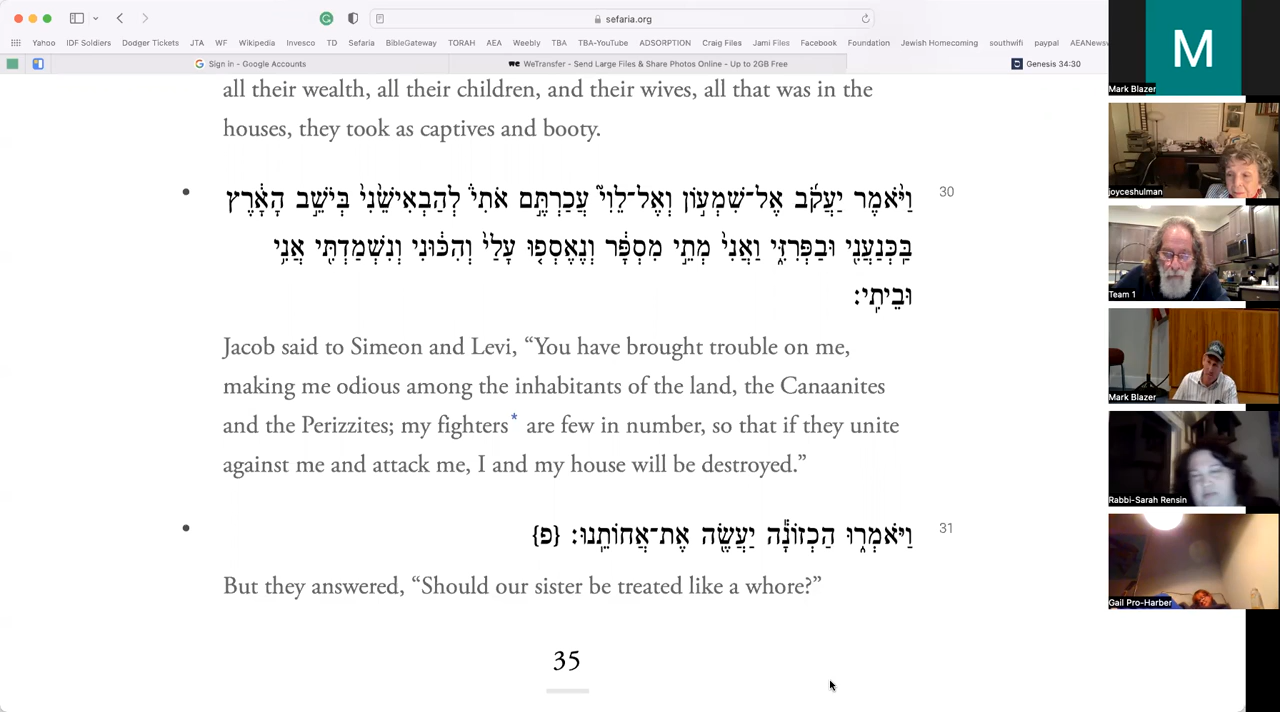 sefaria.org
Yahoo IDF Soldiers Dodger Tickets JTA WF Wikipedia Invesco TD Sefaria BibleGateway TORAH AEA Weebly TBA TBA-YouTube ADSORPTION Craig Files Jami Files Facebook Foundation Jewish Homecoming southwifi paypal AEANewsv
Sign in - Google Accounts WeTransfer - Send Large Files & Share Photos Online - Up to 2GB Free Genesis 34:30
all their wealth, all their children, and their wives, all that was in the
houses, they took as captives and booty.
30
וַיֹּ֨אמֶר יַעֲקֹ֜ב אֶל־שִׁמְע֣וֹן וְאֶל־לֵוִי֮ עֲכַרְתֶּ֣ם אֹתִי֒ לְהַבְאִישֵׁ֙נִי֙ בְּיֹשֵׁ֣ב הָאָ֔רֶץ
בַּֽכְּנַעֲנִ֖י וּבַפְּרִזִּ֑י וַאֲנִי֙ מְתֵ֣י מִסְפָּ֔ר וְנֶאֶסְפ֤וּ עָלַי֙ וְהִכּ֔וּנִי וְנִשְׁמַדְתִּ֖י אֲנִ֥י
וּבֵיתִֽי׃
Jacob said to Simeon and Levi, “You have brought trouble on me,
making me odious among the inhabitants of the land, the Canaanites
and the Perizzites; my fighters* are few in number, so that if they unite
against me and attack me, I and my house will be destroyed.”
31
וַיֹּאמְר֑וּ הַכְזוֹנָ֕ה יַעֲשֶׂ֖ה אֶת־אֲחוֹתֵֽנוּ׃ {פ}
But they answered, “Should our sister be treated like a whore?”
35
M
Mark Blazer
joyceshulman
Team 1
Mark Blazer
Rabbi-Sarah Rensin
Gail Pro-Harber